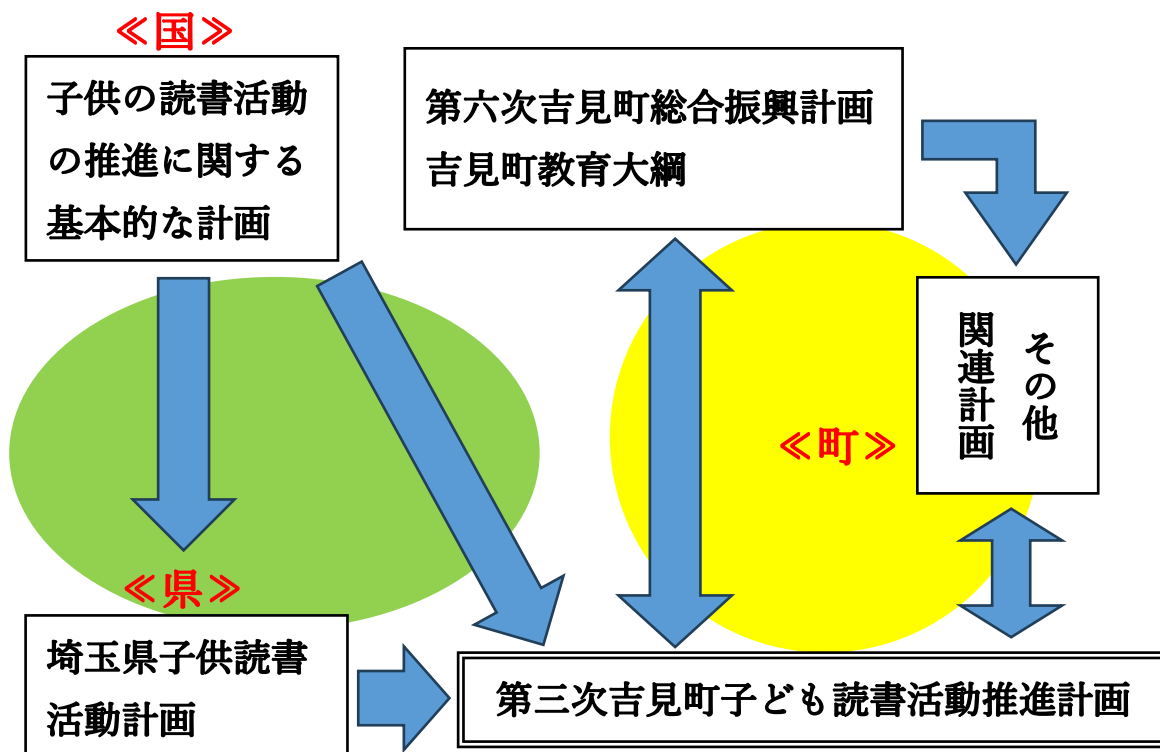 ≪国≫
子供の読書活動
の推進に関する
基本的な計画
第六次吉見町総合振興計画
吉見町教育大綱
その他
関連計画
≪町≫
≪県≫
埼玉県子供読書
活動計画
第三次吉見町子ども読書活動推進計画